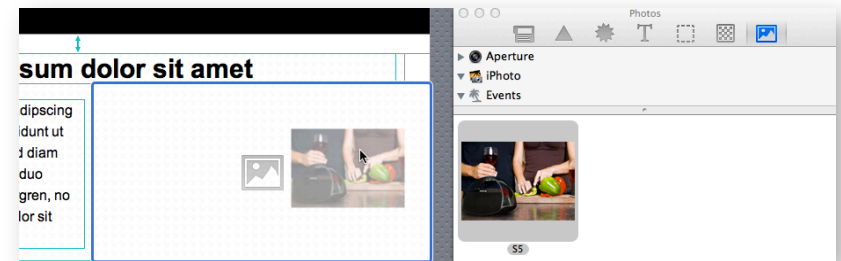 Photos
sum dolor sit amet
Aperture
iPhoto
Events
dipscing
idunt ut
d diam
duo
gren, no
lor sit
S5